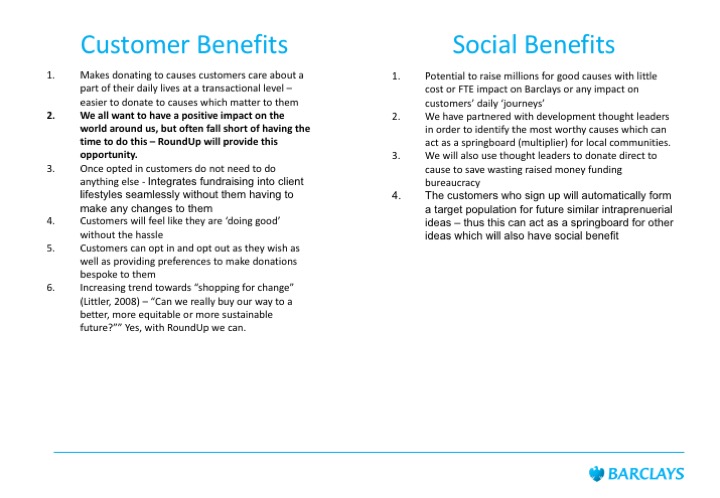 Customer Benefits
1. Makes donating to causes customers care about a
part of their daily lives at a transactional level –
easier to donate to causes which matter to them
2. We all want to have a positive impact on the
world around us, but often fall short of having the
time to do this – RoundUp will provide this
opportunity.
3. Once opted in customers do not need to do
anything else - Integrates fundraising into client
lifestyles seamlessly without them having to
make any changes to them
4. Customers will feel like they are ‘doing good’
without the hassle
5. Customers can opt in and opt out as they wish as
well as providing preferences to make donations
bespoke to them
6. Increasing trend towards “shopping for change”
(Littler, 2008) – “Can we really buy our way to a
better, more equitable or more sustainable
future?”” Yes, with RoundUp we can.
Social Benefits
1. Potential to raise millions for good causes with little
cost or FTE impact on Barclays or any impact on
customers’ daily ‘journeys’
2. We have partnered with development thought leaders
in order to identify the most worthy causes which can
act as a springboard (multiplier) for local communities.
3. We will also use thought leaders to donate direct to
cause to save wasting raised money funding
bureaucracy
4. The customers who sign up will automatically form
a target population for future similar intraprenuerial
ideas – thus this can act as a springboard for other
ideas which will also have social benefit
BARCLAYS